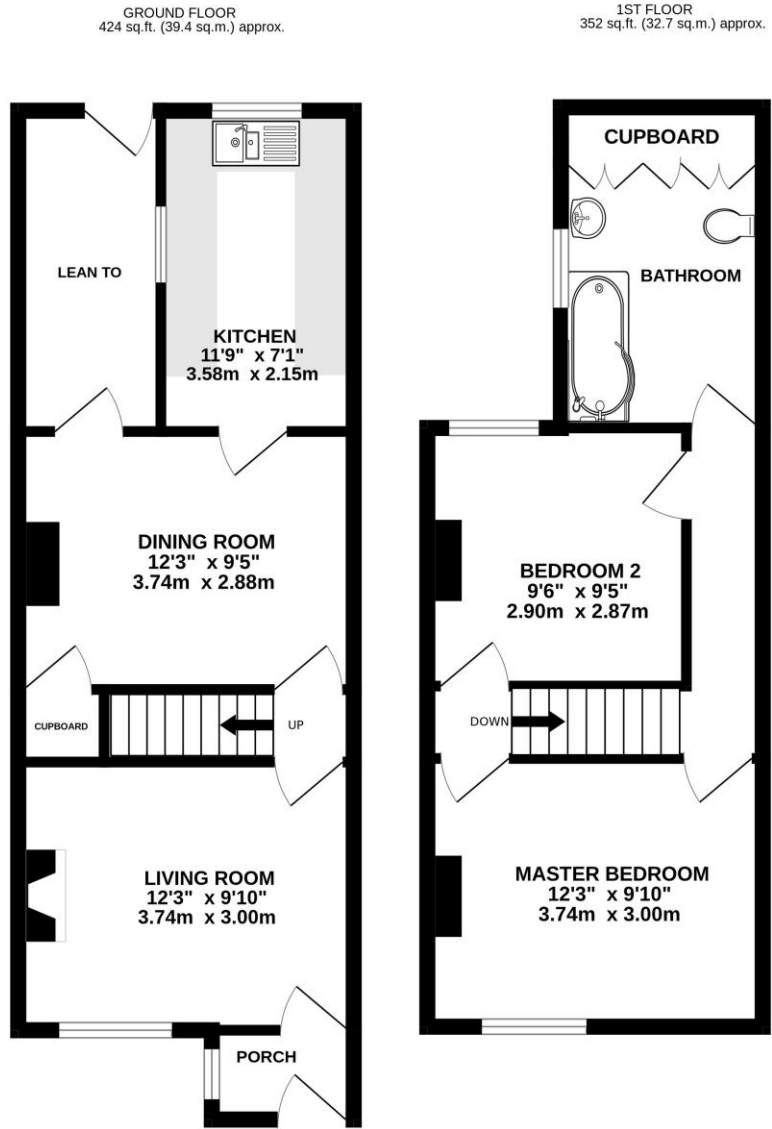 GROUND FLOOR
424 sq.ft. (39.4 sq.m.) approx.
LEAN TO
KITCHEN
11'9" x 7'1"
3.58m x 2.15m
DINING ROOM
12'3" x 9'5"
3.74m x 2.88m
CUPBOARD
UP
LIVING ROOM
12'3" x 9'10"
3.74m x 3.00m
PORCH
1ST FLOOR
352 sq.ft. (32.7 sq.m.) approx.
CUPBOARD
BATHROOM
BEDROOM 2
9'6" x 9'5"
2.90m x 2.87m
DOWN
MASTER BEDROOM
12'3" x 9'10"
3.74m x 3.00m